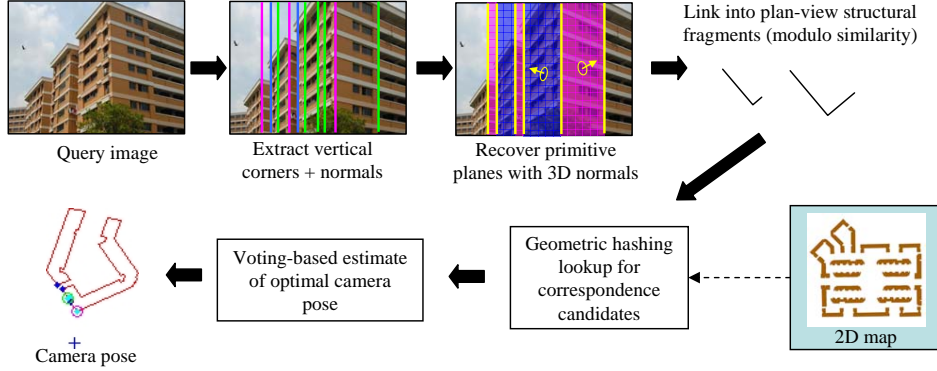 Link into plan-view structural
fragments (modulo similarity)
Query image
Extract vertical
corners + normals
Recover primitive
planes with 3D normals
Geometric hashing
lookup for
correspondence
candidates
Voting-based estimate
of optimal camera
pose
2D map
Camera pose